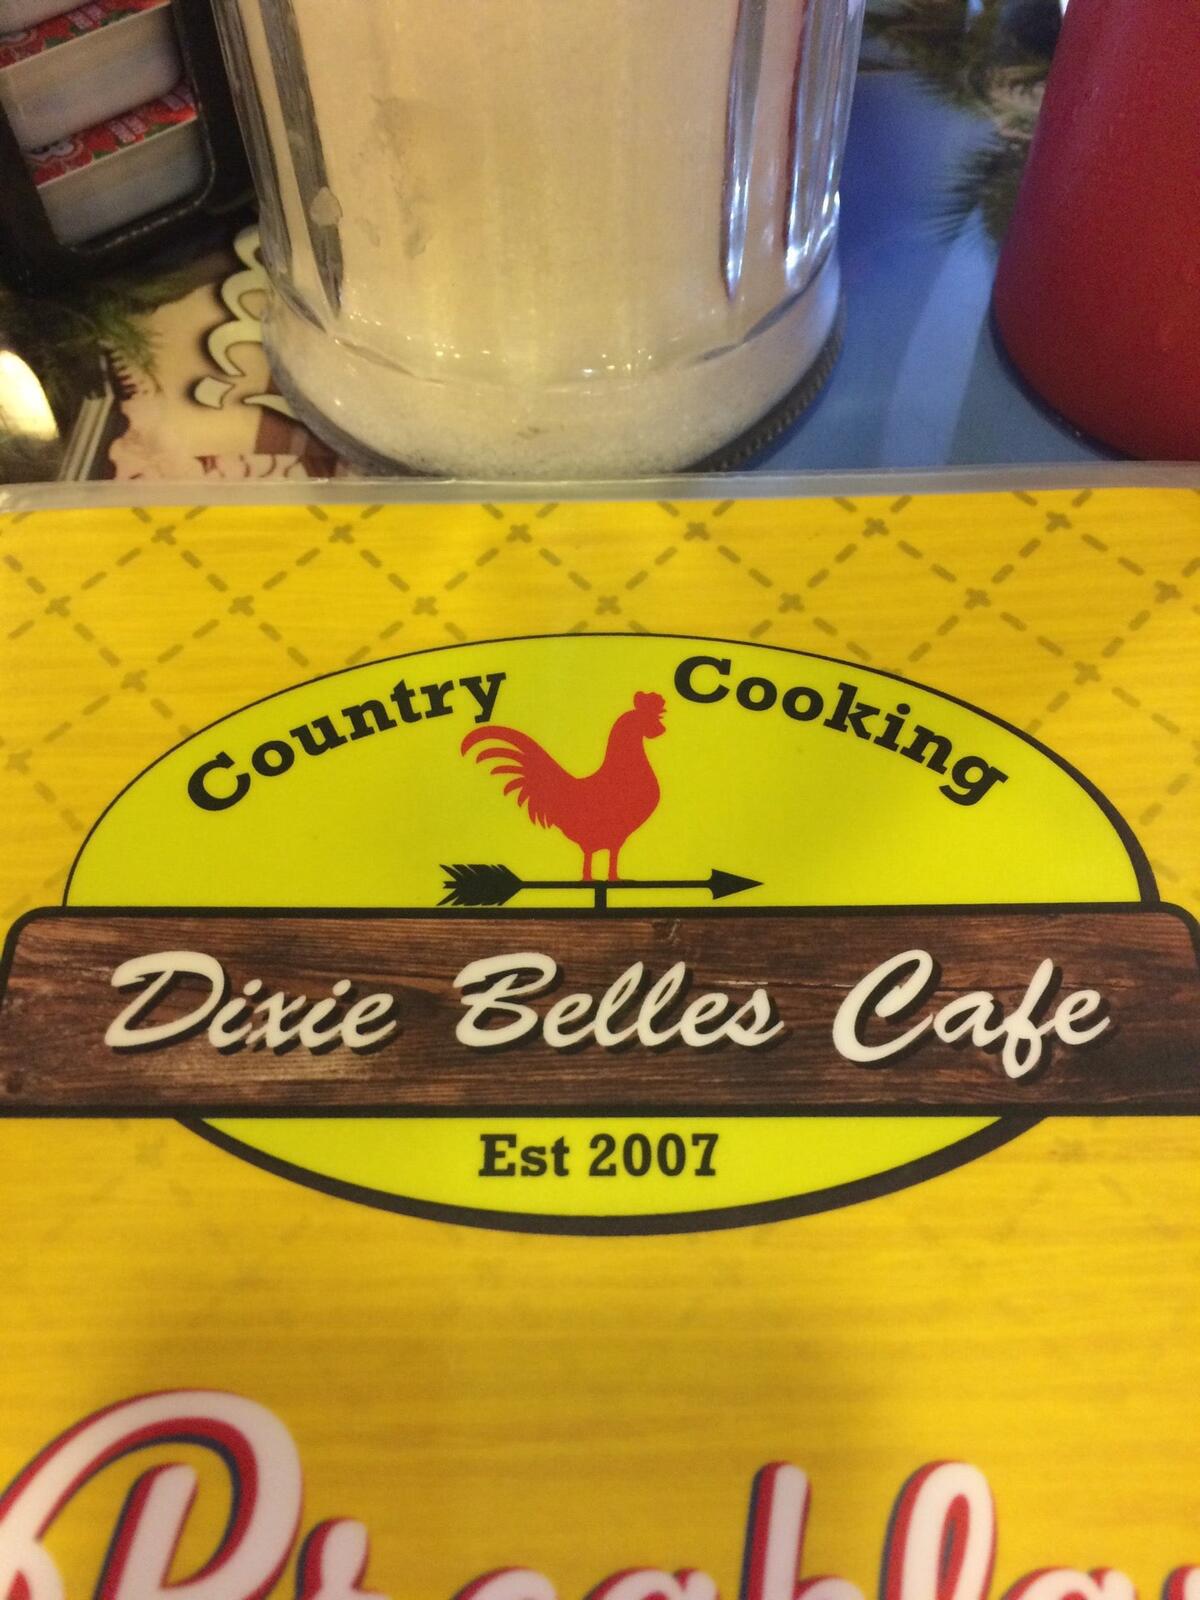 Country Cooking
Dixie Belles Cafe
Est 2007